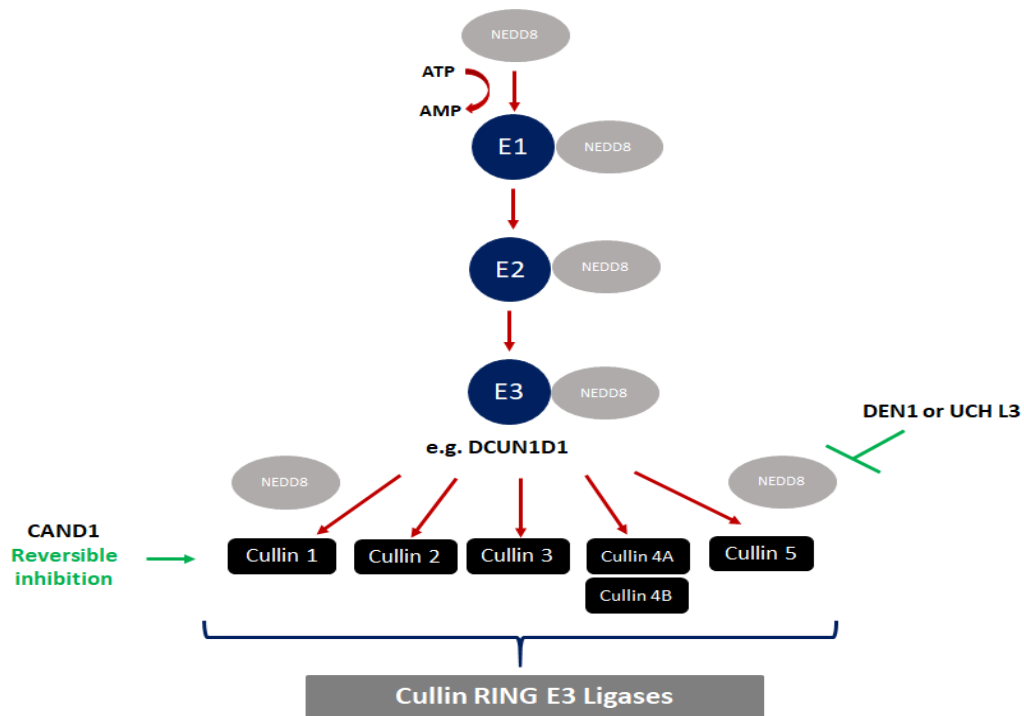 NEDD8
ATP
AMP
E1
NEDD8
E2
NEDD8
E3
NEDD8
e.g. DCUN1D1
DEN1 or UCH L3
NEDD8
NEDD8
CAND1
Reversible
inhibition
Cullin 1
Cullin 2
Cullin 3
Cullin 4A
Cullin 4B
Cullin 5
Cullin RING E3 Ligases